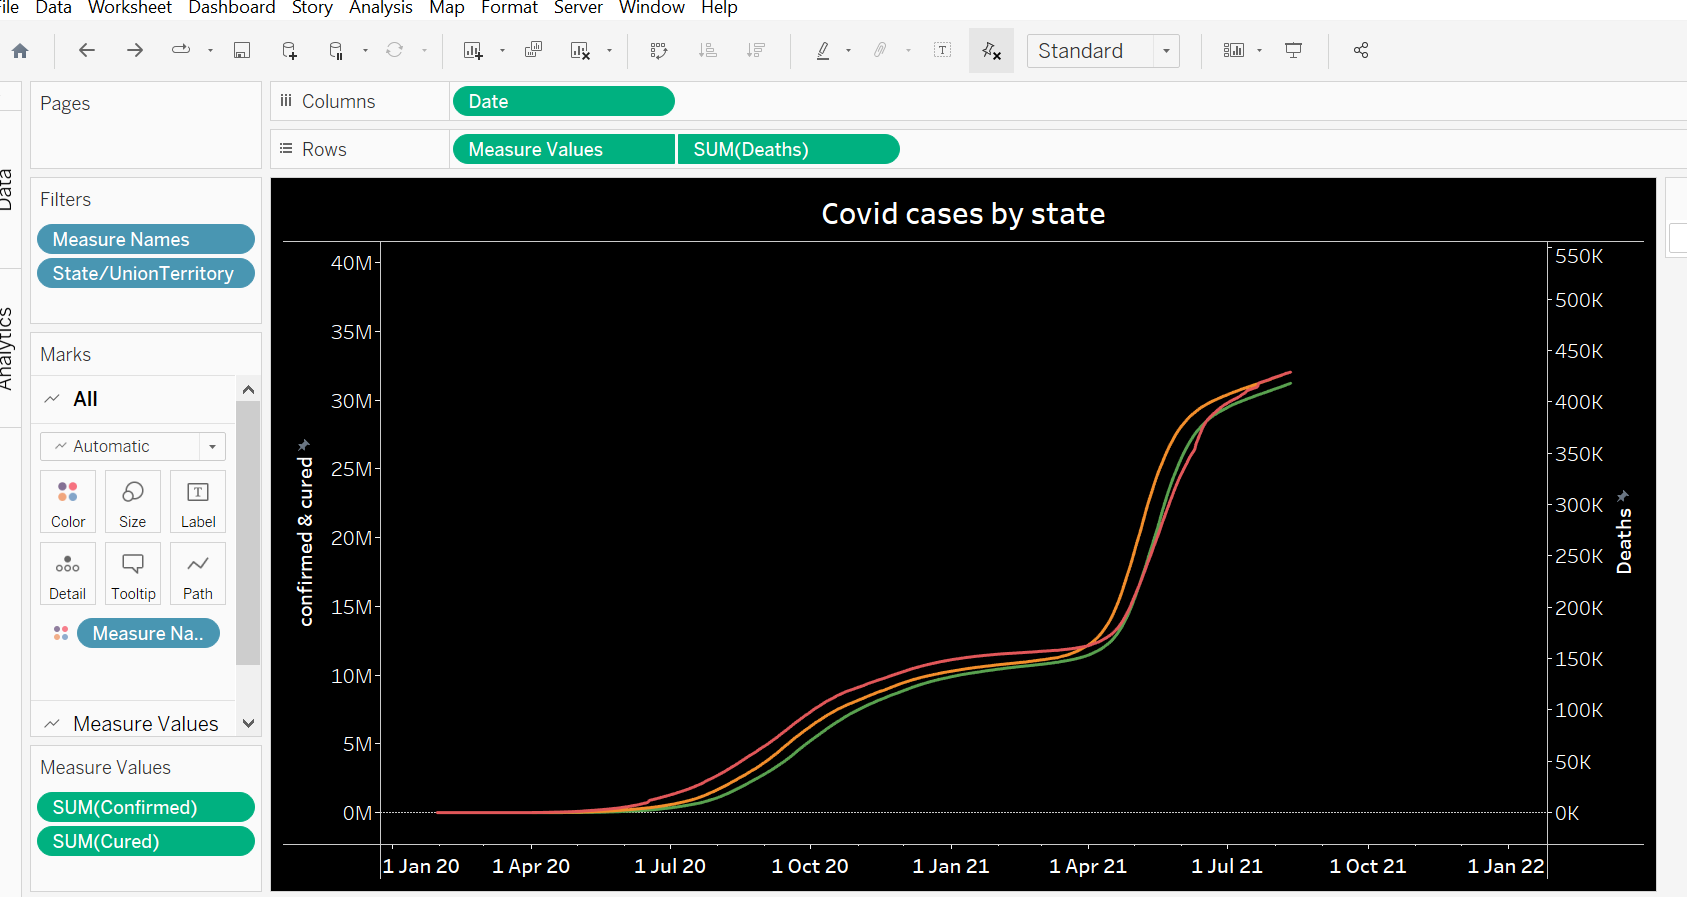 ile Data Worksheet Dashboard Story Analysis Map Format Server Window Help
Standard
Data
Analytics
Pages
Columns
Date
Rows
Measure Values
SUM(Deaths)
Filters
Measure Names
State/UnionTerritory
Marks
All
Automatic
Color
Size
Label
Detail
Tooltip
Path
Measure Na..
Measure Values
Measure Values
SUM(Confirmed)
SUM(Cured)
Covid cases by state
confirmed & cured
40M
35M
30M
25M
20M
15M
10M
5M
0M
550K
500K
450K
400K
350K
300K
250K
200K
150K
100K
50K
0K
Deaths
1 Jan 20
1 Apr 20
1 Jul 20
1 Oct 20
1 Jan 21
1 Apr 21
1 Jul 21
1 Oct 21
1 Jan 22